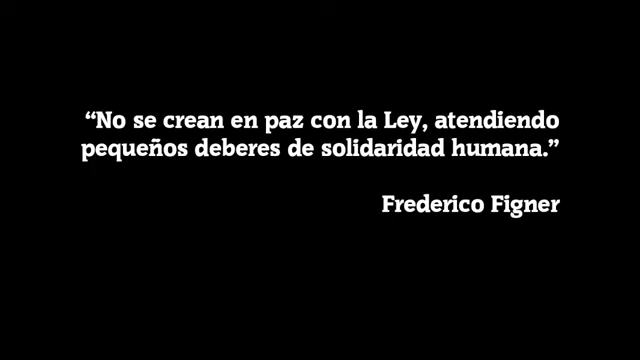 “No se crean en paz con la Ley, atendiendo
pequeños deberes de solidaridad humana.”
Frederico Figner